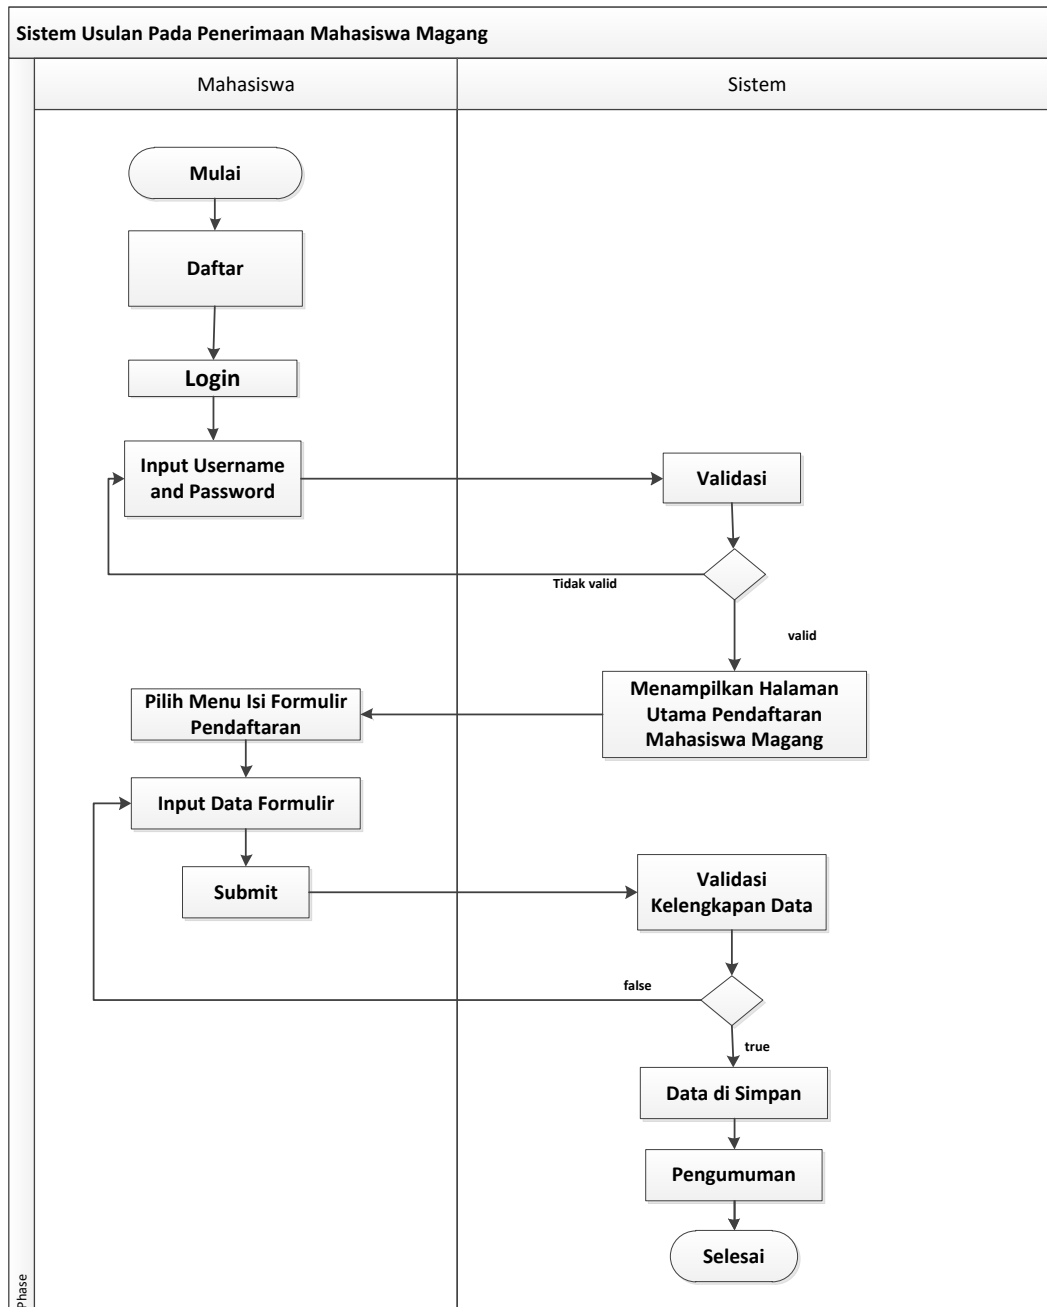 Sistem Usulan Pada Penerimaan Mahasiswa Magang
Mahasiswa
Sistem
Mulai
Daftar
Login
Input Username
and Password
Validasi
Tidak valid
valid
Menampilkan Halaman
Utama Pendaftaran
Mahasiswa Magang
Pilih Menu Isi Formulir
Pendaftaran
Input Data Formulir
Submit
Validasi
Kelengkapan Data
false
true
Data di Simpan
Pengumuman
Selesai
Phase